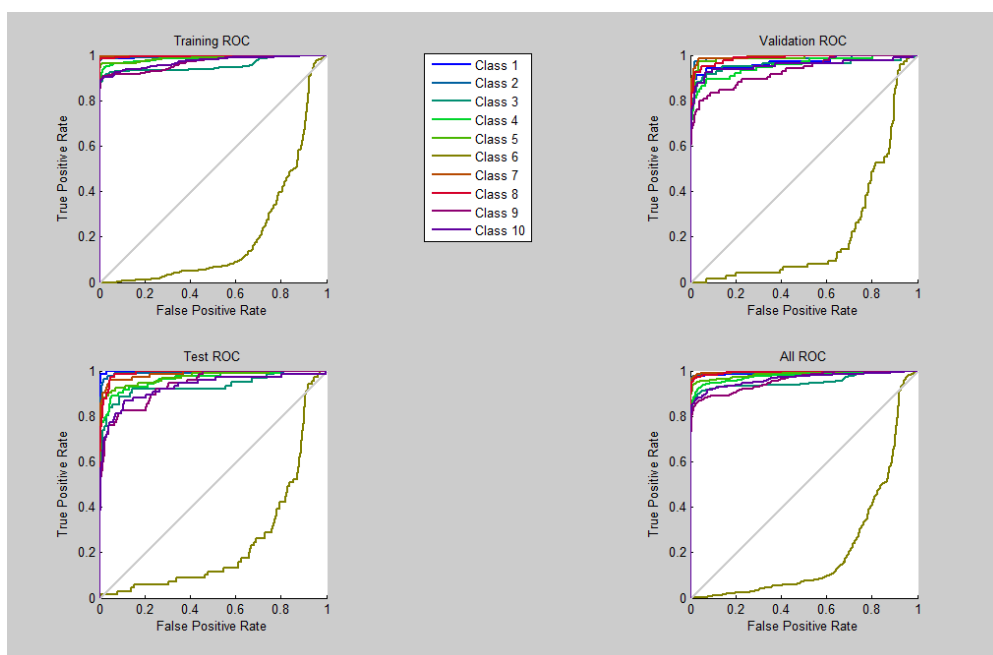 Training ROC
1
0.8
0.6
0.4
0.2
0
True Positive Rate
0 0.2 0.4 0.6 0.8 1
False Positive Rate
Class 1
Class 2
Class 3
Class 4
Class 5
Class 6
Class 7
Class 8
Class 9
Class 10
Validation ROC
1
0.8
0.6
0.4
0.2
0
True Positive Rate
0 0.2 0.4 0.6 0.8 1
False Positive Rate
Test ROC
1
0.8
0.6
0.4
0.2
0
True Positive Rate
0 0.2 0.4 0.6 0.8 1
False Positive Rate
All ROC
1
0.8
0.6
0.4
0.2
0
True Positive Rate
0 0.2 0.4 0.6 0.8 1
False Positive Rate